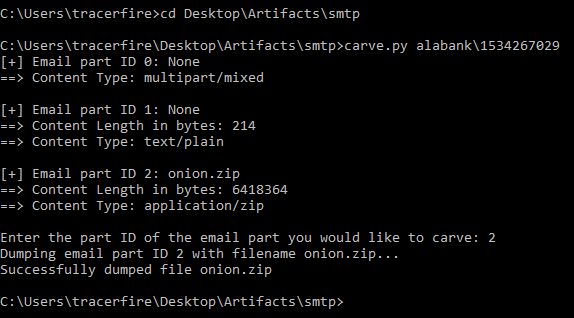 C:\Users\tracerfire>cd Desktop\Artifacts\smtp
C:\Users\tracerfire\Desktop\Artifacts\smtp>carve.py alabank\1534267029
[+] Email part ID 0: None
==> Content Type: multipart/mixed
[+] Email part ID 1: None
==> Content Length in bytes: 214
==> Content Type: text/plain
[+] Email part ID 2: onion.zip
==> Content Length in bytes: 6418364
==> Content Type: application/zip
Enter the part ID of the email part you would like to carve: 2
Dumping email part ID 2 with filename onion.zip...
Successfully dumped file onion.zip
C:\Users\tracerfire\Desktop\Artifacts\smtp>